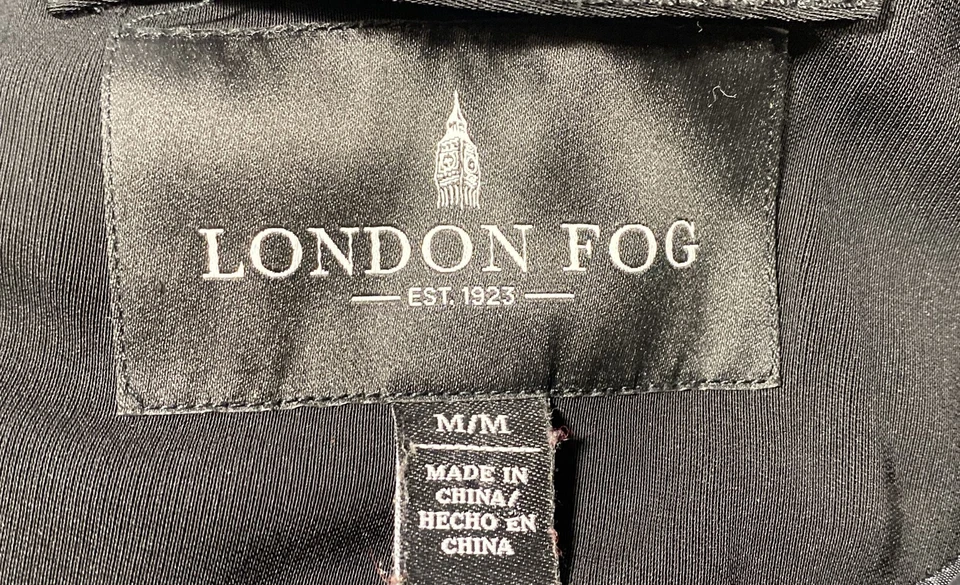 LONDON FOG
EST. 1923
M/M
MADE IN
CHINA/
HECHO EN
CHINA